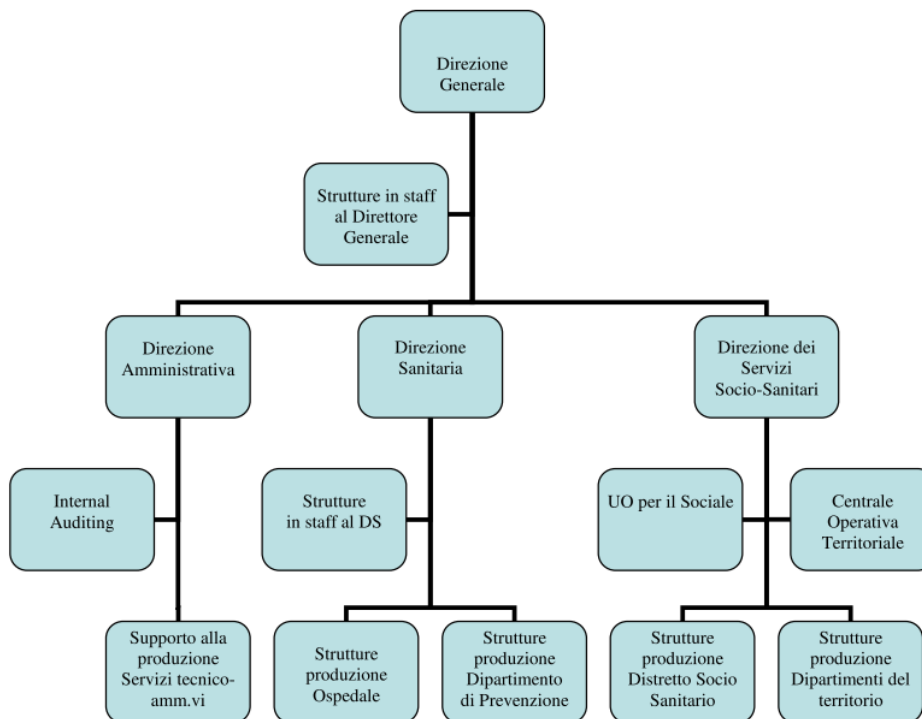 Direzione
Generale
Strutture in staff
al Direttore
Generale
Direzione
Amministrativa
Direzione
Sanitaria
Direzione dei
Servizi
Socio-Sanitari
Internal
Auditing
Strutture
in staff al DS
UO per il Sociale
Centrale
Operativa
Territoriale
Supporto alla
produzione
Servizi tecnico-
amm.vi
Strutture
produzione
Ospedale
Strutture
produzione
Dipartimento
di Prevenzione
Strutture
produzione
Distretto Socio
Sanitario
Strutture
produzione
Dipartimenti del
territorio